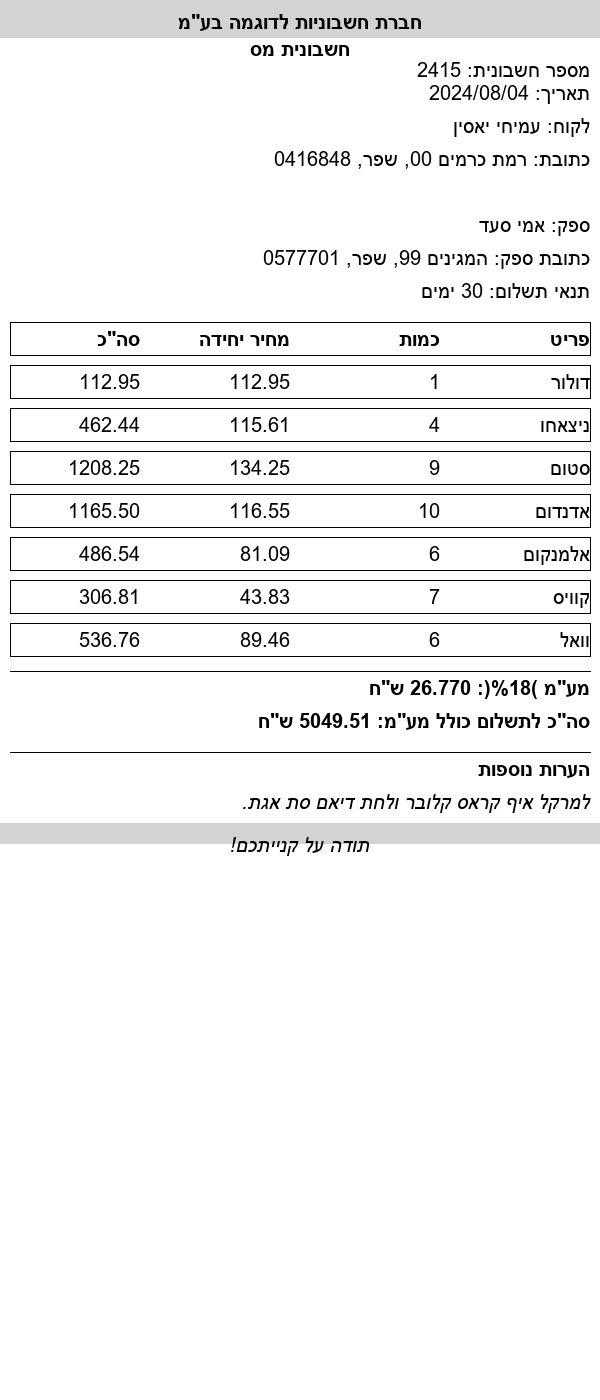 חברת חשבוניות לדוגמה בע"מ
חשבונית מס
מספר חשבונית: 2415
תאריך: 2024/08/04
לקוח: עמיחי יאסין
כתובת: רמת כרמים 00, שפר, 0416848
ספק: אמי סעד
כתובת ספק: המגינים 99, שפר, 0577701
תנאי תשלום: 30 ימים
פריט כמות מחיר יחידה סה"כ
דולור 1 112.95 112.95
ניצאחו 4 115.61 462.44
סטום 9 134.25 1208.25
אדנדום 10 116.55 1165.50
אלמנקום 6 81.09 486.54
קוויס 7 43.83 306.81
וואל 6 89.46 536.76
מע"מ )18%(: 26.770 ש"ח
סה"כ לתשלום כולל מע"מ: 5049.51 ש"ח
הערות נוספות
למרקל איף קראס קלובר ולחת דיאם סת אגת.
תודה על קנייתכם!